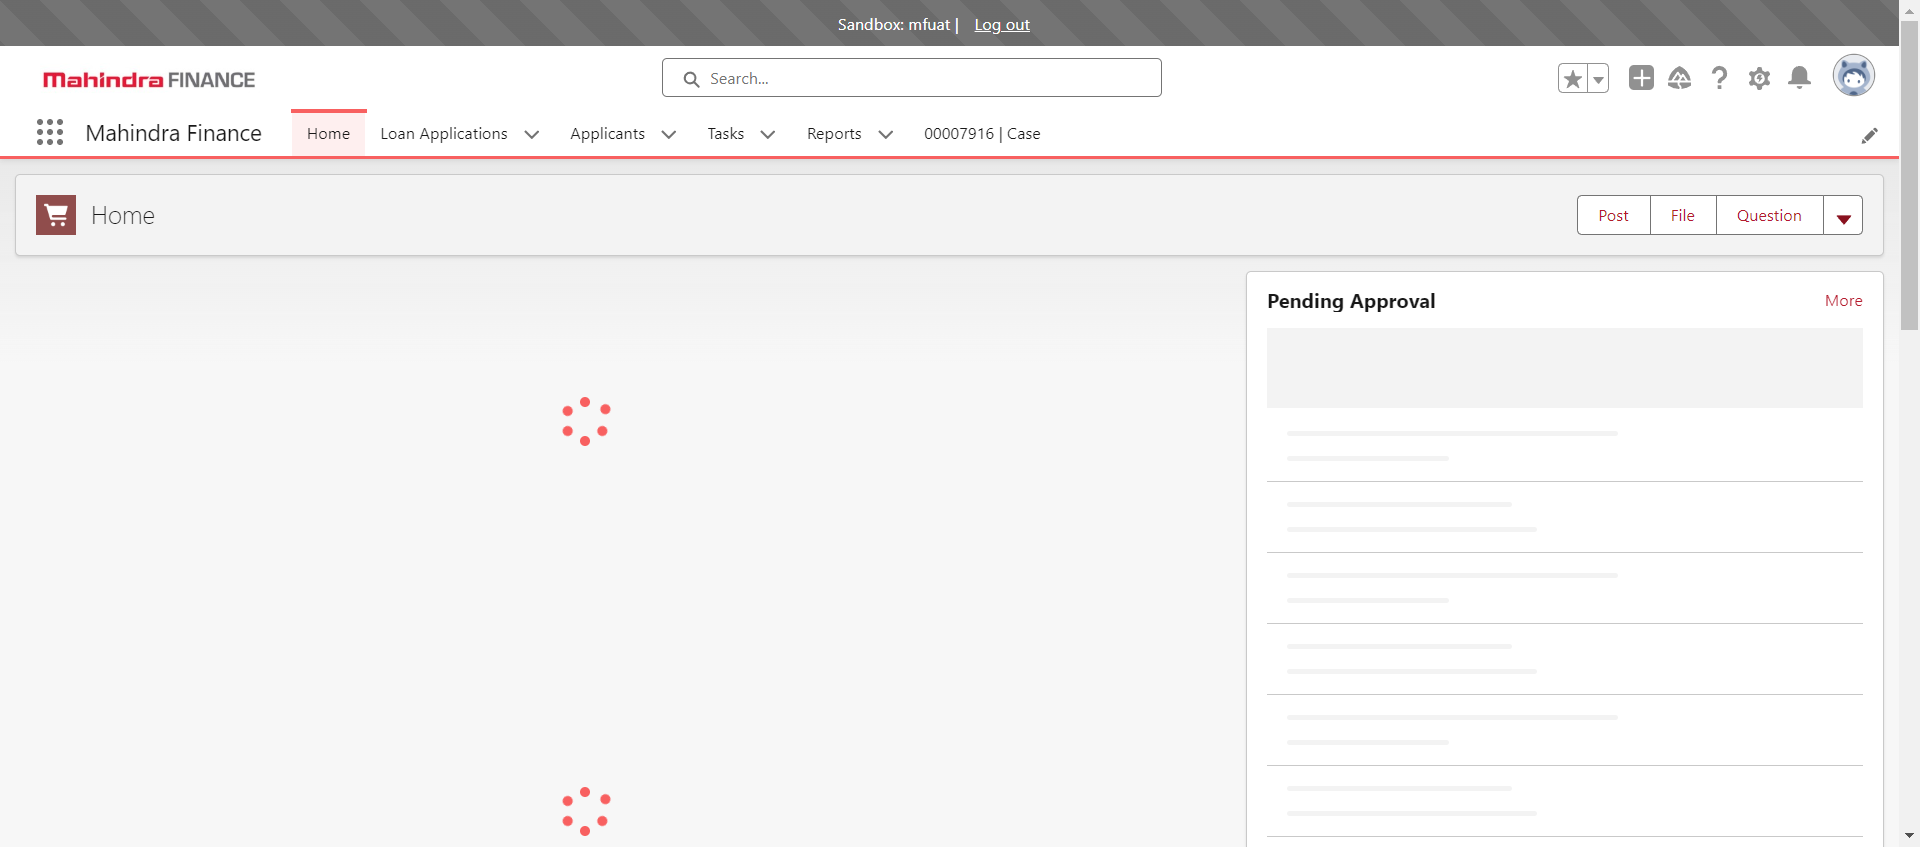 Sandbox: mfuat | Log out
Mahindra FINANCE
Search...
Mahindra Finance
Home
Loan Applications
Applicants
Tasks
Reports
00007916 | Case
Home
Post
File
Question
Pending Approval
More